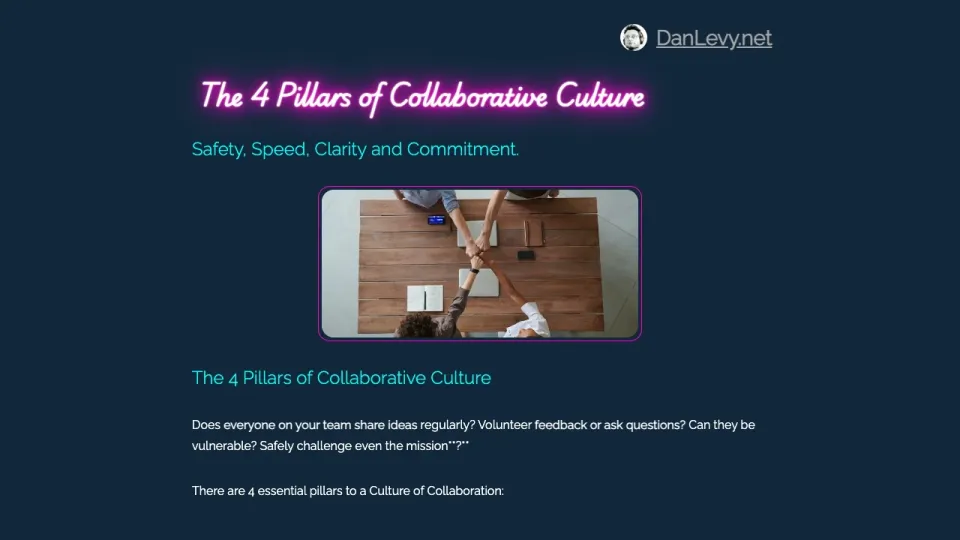 DanLevy.net
The 4 Pillars of Collaborative Culture
Safety, Speed, Clarity and Commitment.
The 4 Pillars of Collaborative Culture
Does everyone on your team share ideas regularly? Volunteer feedback or ask questions? Can they be
vulnerable? Safely challenge even the mission**?**
There are 4 essential pillars to a Culture of Collaboration: